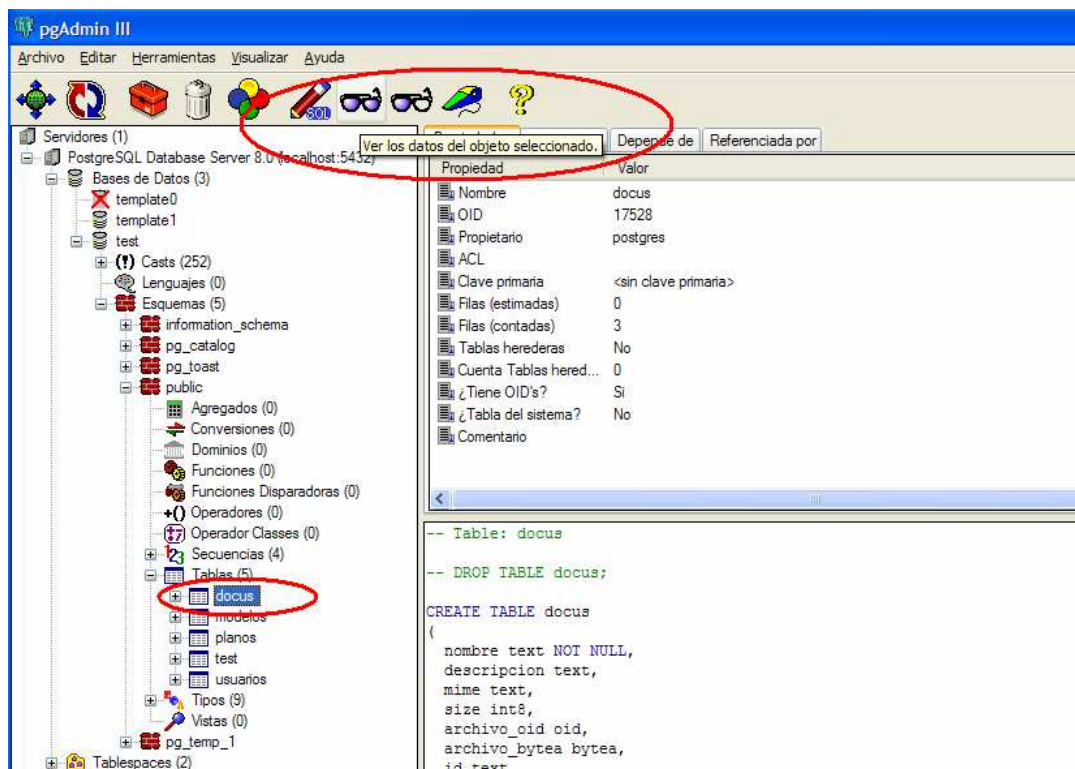 pgAdmin III
Archivo Editar Herramientas Visualizar Ayuda
SQL
Servidores (1)
PostgreSQL Database Server 8.0 (localhost:5432)
Bases de Datos (3)
template0
template1
test
Casts (252)
Lenguajes (0)
Esquemas (5)
information_schema
pg_catalog
pg_toast
public
Agregados (0)
Conversiones (0)
Dominios (0)
Funciones (0)
Funciones Disparadoras (0)
Operadores (0)
Operador Classes (0)
Secuencias (4)
Tablas (5)
docus
modelos
planos
test
usuarios
Tipos (9)
Vistas (0)
pg_temp_1
Tablespaces (2)
Ver los datos del objeto seleccionado.
Depende de Referenciada por
Propiedad Valor
Nombre docus
OID 17528
Propietario postgres
ACL
Clave primaria <sin clave primaria>
Filas (estimadas) 0
Filas (contadas) 3
Tablas herederas No
Cuenta Tablas hered... 0
¿Tiene OID's? Si
¿Tabla del sistema? No
Comentario
-- Table: docus
-- DROP TABLE docus;
CREATE TABLE docus
(
nombre text NOT NULL,
descripcion text,
mime text,
size int8,
archivo_oid oid,
archivo_bytea bytea,
id text